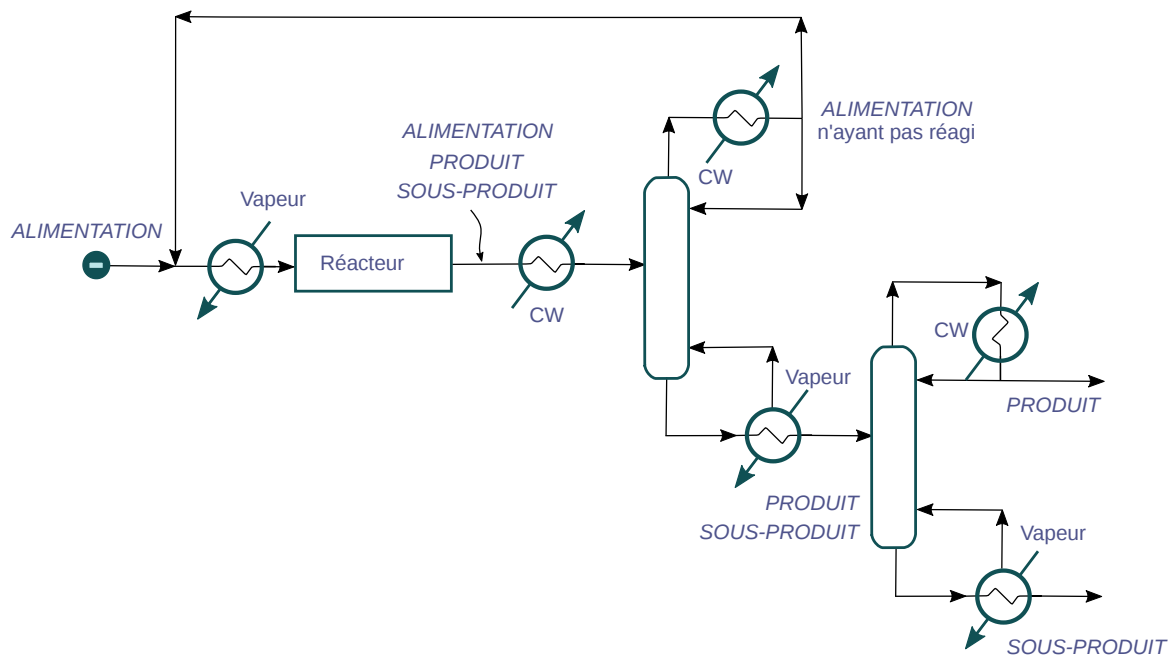 ALIMENTATION
n'ayant pas réagi
CW
ALIMENTATION
PRODUIT
SOUS-PRODUIT
Vapeur
ALIMENTATION
Réacteur
CW
CW
Vapeur
PRODUIT
PRODUIT
SOUS-PRODUIT
Vapeur
SOUS-PRODUIT